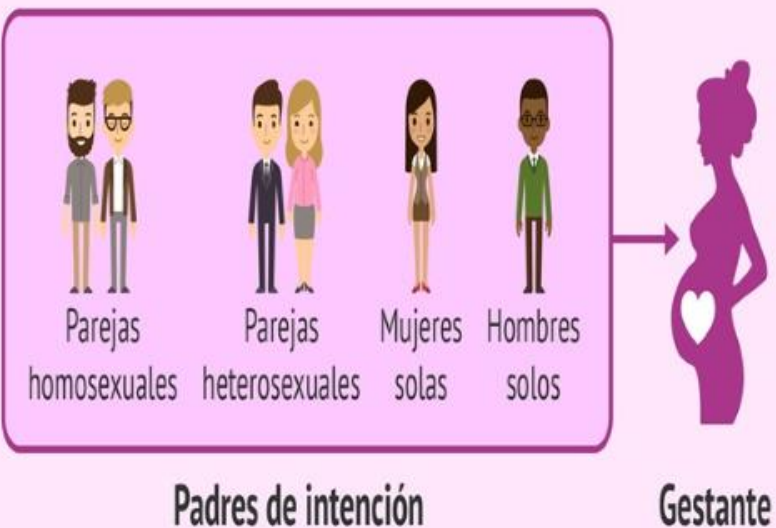 Parejas
homosexuales
Parejas
heterosexuales
Mujeres
solas
Hombres
solos
Padres de intención
Gestante